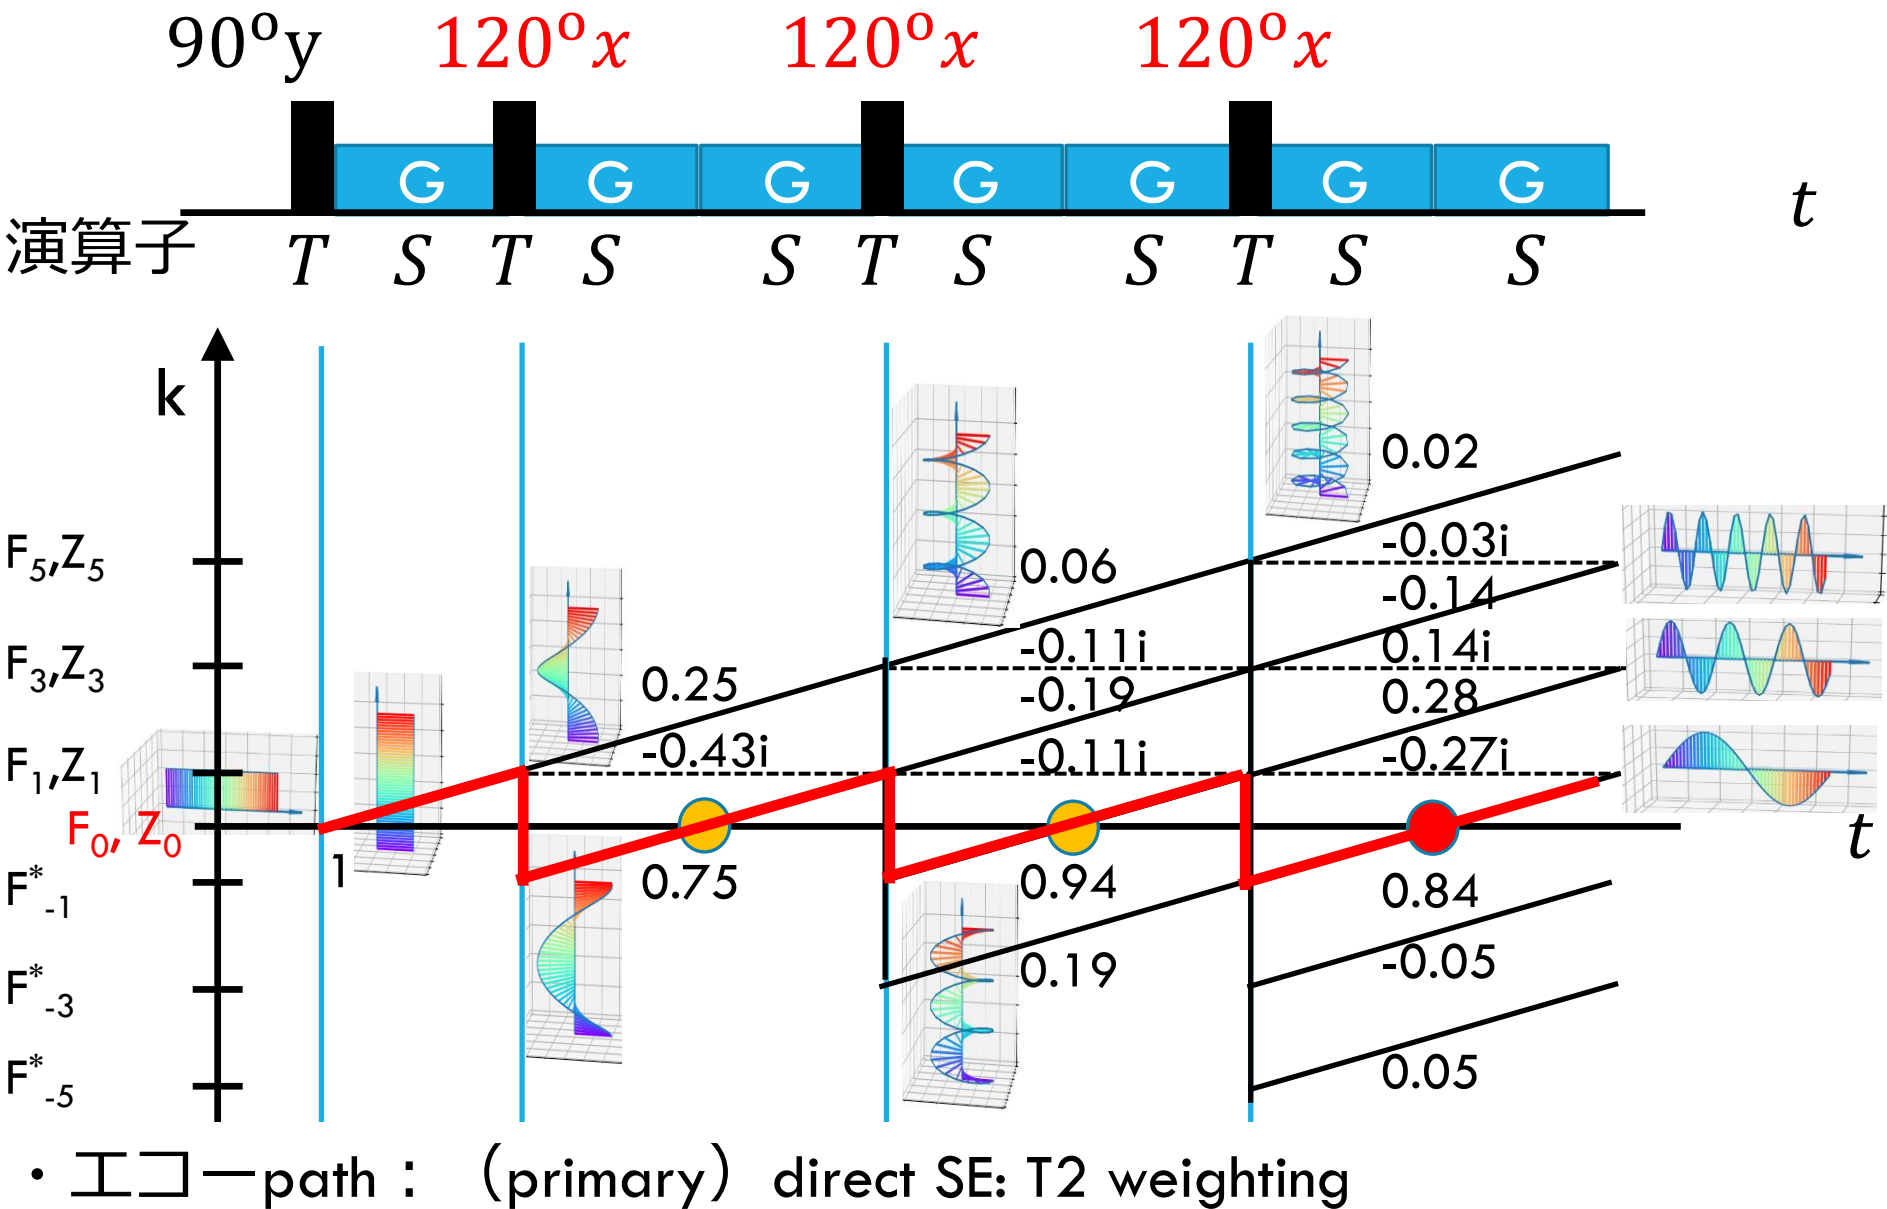 90°y 120°x 120°x 120°x
G G G G G G G
t
演算子 T S T S S T S S T S S
k
0.02
-0.03i
F5,Z5
0.06
-0.14
-0.11i
0.14i
F3,Z3
0.25
-0.19
0.28
-0.43i
-0.11i
-0.27i
F1,Z1
F0, Z0
t
1
F*-1
0.75
0.94
0.84
0.19
-0.05
F*-3
F*-5
0.05
・エコーpath：（primary）direct SE: T2 weighting